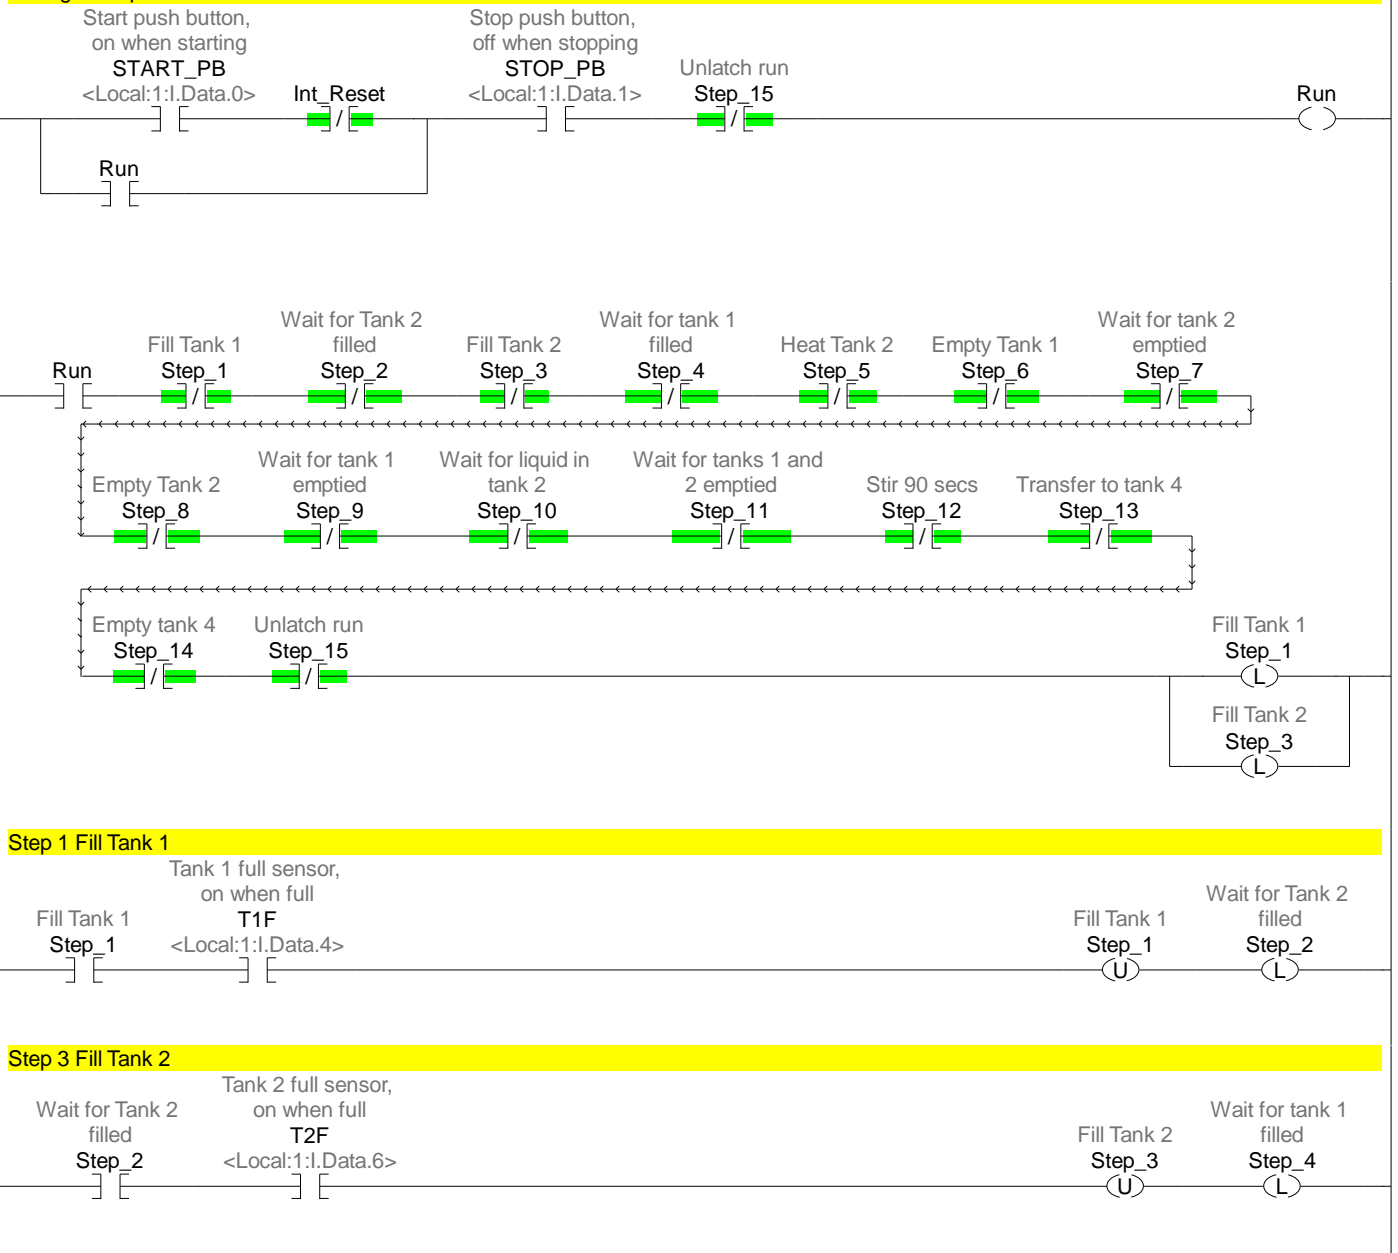 Start push button,
on when starting
START_PB
<Local:1:I.Data.0>
Int_Reset
Stop push button,
off when stopping
STOP_PB
<Local:1:I.Data.1>
Unlatch run
Step_15
Run
Run
Run
Fill Tank 1
Step_1
Wait for Tank 2
filled
Step_2
Fill Tank 2
Step_3
Wait for tank 1
filled
Step_4
Heat Tank 2
Step_5
Empty Tank 1
Step_6
Wait for tank 2
emptied
Step_7
Empty Tank 2
Step_8
Wait for tank 1
emptied
Step_9
Wait for liquid in
tank 2
Step_10
Wait for tanks 1 and
2 emptied
Step_11
Stir 90 secs
Step_12
Transfer to tank 4
Step_13
Empty tank 4
Step_14
Unlatch run
Step_15
Fill Tank 1
Step_1
L
Fill Tank 2
Step_3
L
Step 1 Fill Tank 1
Fill Tank 1
Step_1
Tank 1 full sensor,
on when full
T1F
<Local:1:I.Data.4>
Fill Tank 1
Step_1
U
Wait for Tank 2
filled
Step_2
L
Step 3 Fill Tank 2
Wait for Tank 2
filled
Step_2
Tank 2 full sensor,
on when full
T2F
<Local:1:I.Data.6>
Fill Tank 2
Step_3
U
Wait for tank 1
filled
Step_4
L